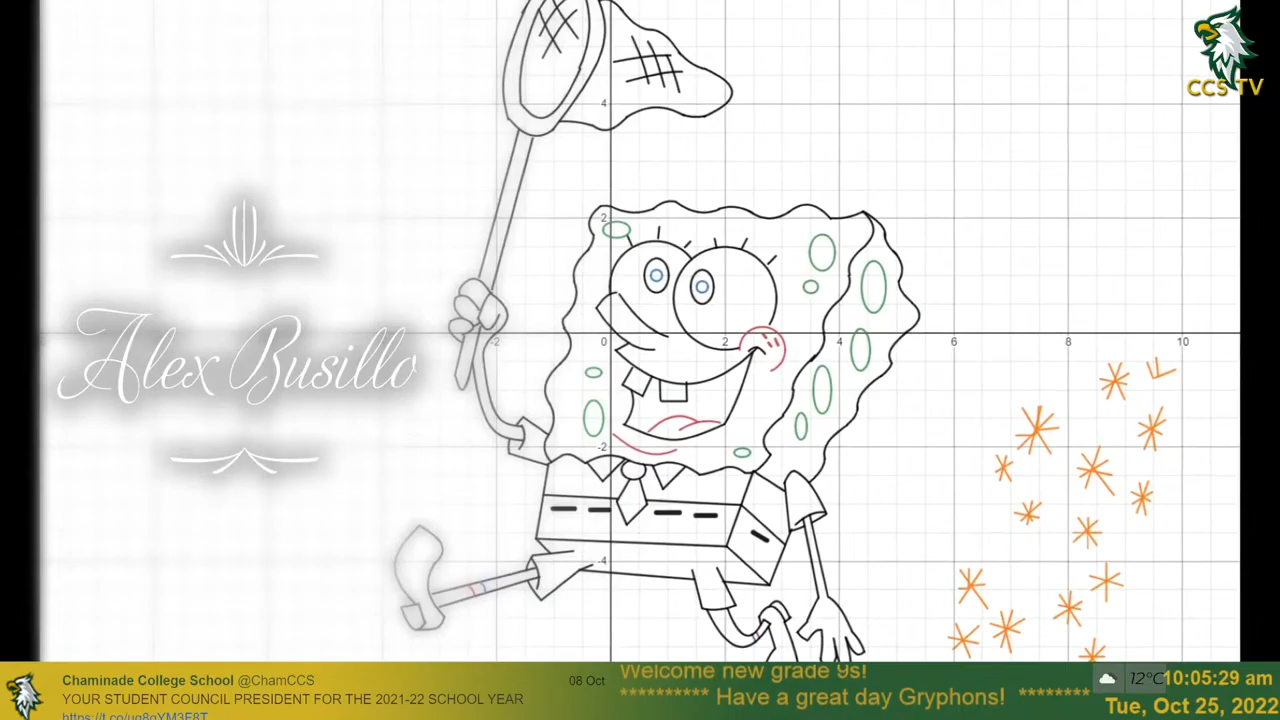 CCS TV
4
2
-2
0
2
4
6
8
10
-2
-4
Alex Busillo
Chaminade College School @ChamCCS
08 Oct
YOUR STUDENT COUNCIL PRESIDENT FOR THE 2021-22 SCHOOL YEAR
Welcome new grade 9s!
********** Have a great day Gryphons! ********
12°C
10:05:29 am
Tue, Oct 25, 2022